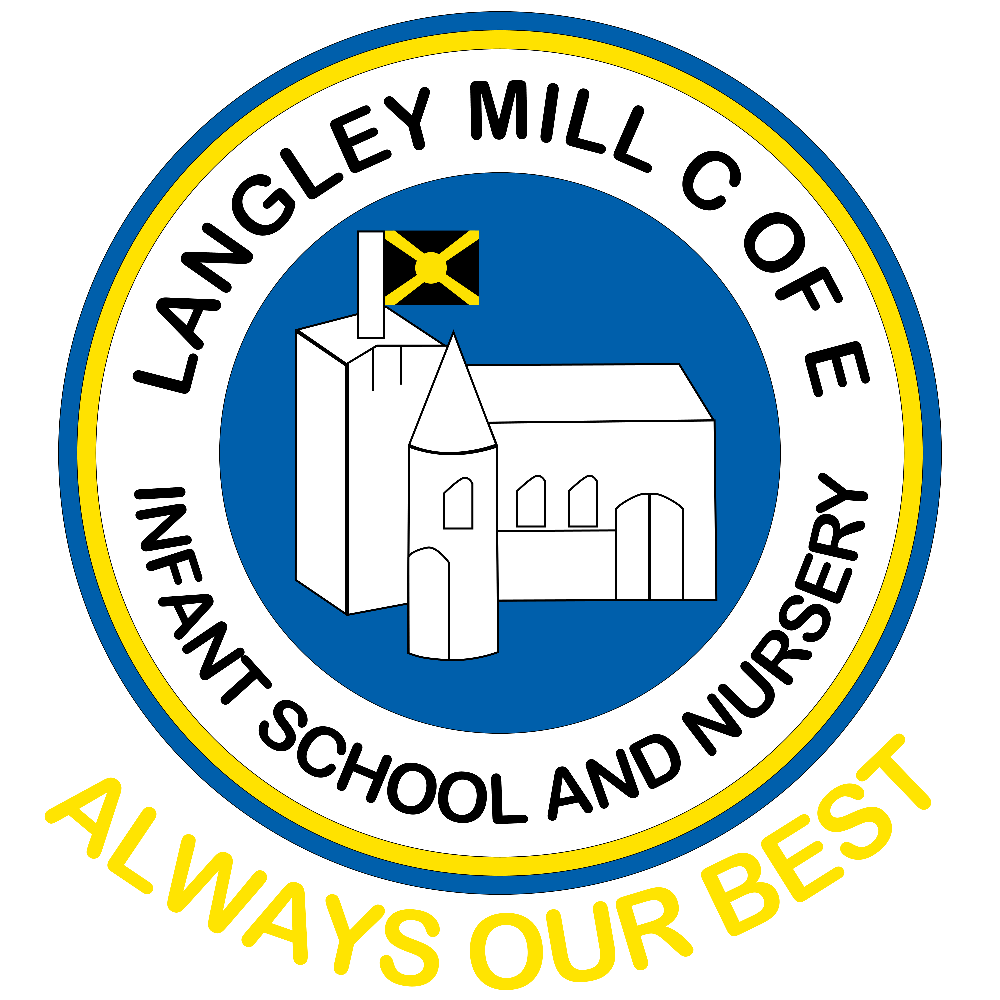 LANGLEY MILL C OF E
INFANT SCHOOL AND NURSERY
ALWAYS OUR BEST